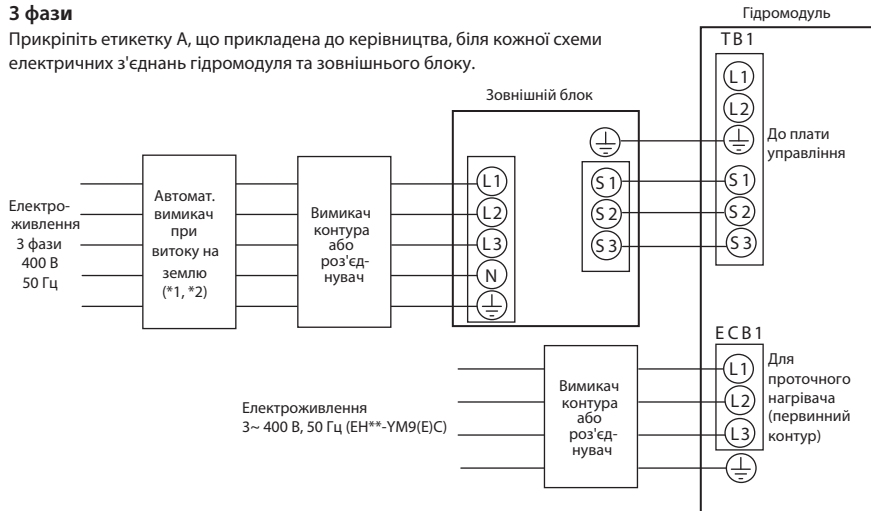 3 фази
Прикріпіть етикетку A, що прикладена до керівництва, біля кожної схеми
електричних з'єднань гідромодуля та зовнішнього блоку.
Гідромодуль
TB1
L1
L2
До плати
управління
S1
S2
S3
Зовнішній блок
L1
L2
L3
N
S1
S2
S3
Електро-
живлення
3 фази
400 В
50 Гц
Автомат.
вимикач
при
витоку на
землю
(*1, *2)
Вимикач
контура
або
роз'єд-
нувач
ECB1
L1
L2
L3
Для
проточного
нагрівача
(первинний
контур)
Вимикач
контура
або
роз'єд-
нувач
Електроживлення
3~ 400 В, 50 Гц (EH**-YM9(E)C)